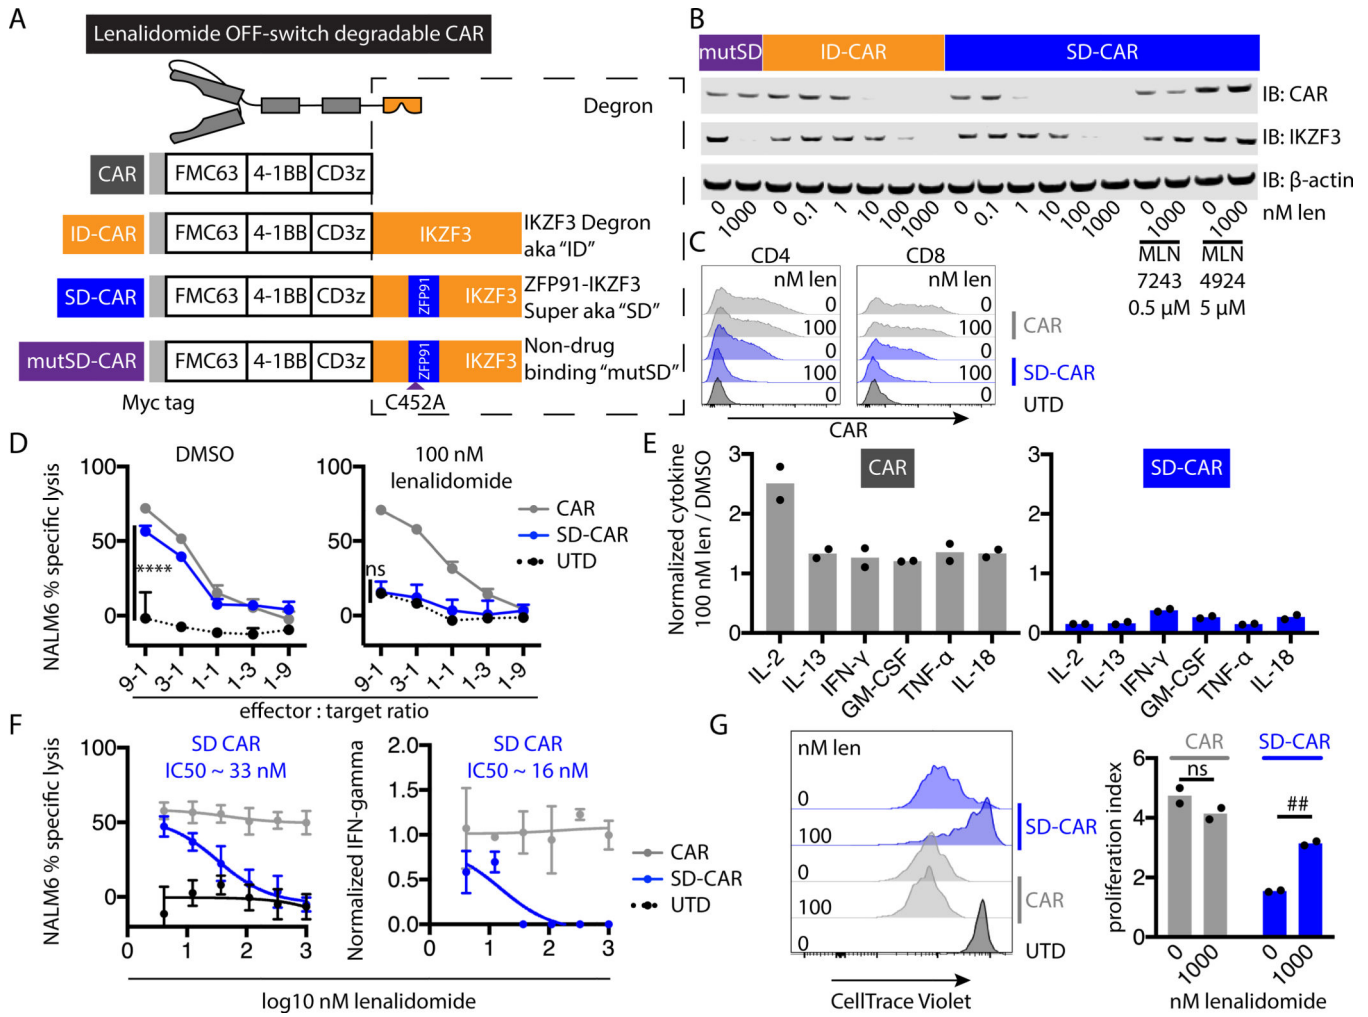 A
Lenalidomide OFF-switch degradable CAR
Degron
CAR
FMC63
4-1BB
CD3z
ID-CAR
FMC63
4-1BB
CD3z
IKZF3
IKZF3 Degron
aka “ID”
SD-CAR
FMC63
4-1BB
CD3z
ZFP91
IKZF3
ZFP91-IKZF3
Super aka “SD”
mutSD-CAR
FMC63
4-1BB
CD3z
ZFP91
IKZF3
Non-drug
binding “mutSD”
Myc tag
C452A
B
mutSD
ID-CAR
SD-CAR
IB: CAR
IB: IKZF3
IB: β-actin
0
1000
0
0.1
1
10
100
1000
0
0.1
1
10
100
1000
0
1000
0
1000
nM len
MLN
7243
0.5 µM
MLN
4924
5 µM
C
CD4
CD8
nM len
0
100
0
100
0
nM len
0
100
0
100
0
CAR
SD-CAR
UTD
CAR
D
DMSO
100 nM
lenalidomide
NALM6 % specific lysis
100
50
0
****
9-1
3-1
1-1
1-3
1-9
100
50
0
ns
9-1
3-1
1-1
1-3
1-9
CAR
SD-CAR
UTD
effector : target ratio
E
Normalized cytokine
100 nM len / DMSO
3
2
1
0
CAR
IL-2
IL-13
IFN-γ
GM-CSF
TNF-α
IL-18
3
2
1
0
SD-CAR
IL-2
IL-13
IFN-γ
GM-CSF
TNF-α
IL-18
F
SD CAR
IC50 ~ 33 nM
NALM6 % specific lysis
100
50
0
0
1
2
3
SD CAR
IC50 ~ 16 nM
Normalized IFN-gamma
2.0
1.5
1.0
0.5
0.0
0
1
2
3
CAR
SD-CAR
UTD
log10 nM lenalidomide
G
nM len
0
100
0
100
0
SD-CAR
CAR
UTD
CellTrace Violet
CAR
SD-CAR
ns
##
proliferation index
6
4
2
0
0
1000
0
1000
nM lenalidomide